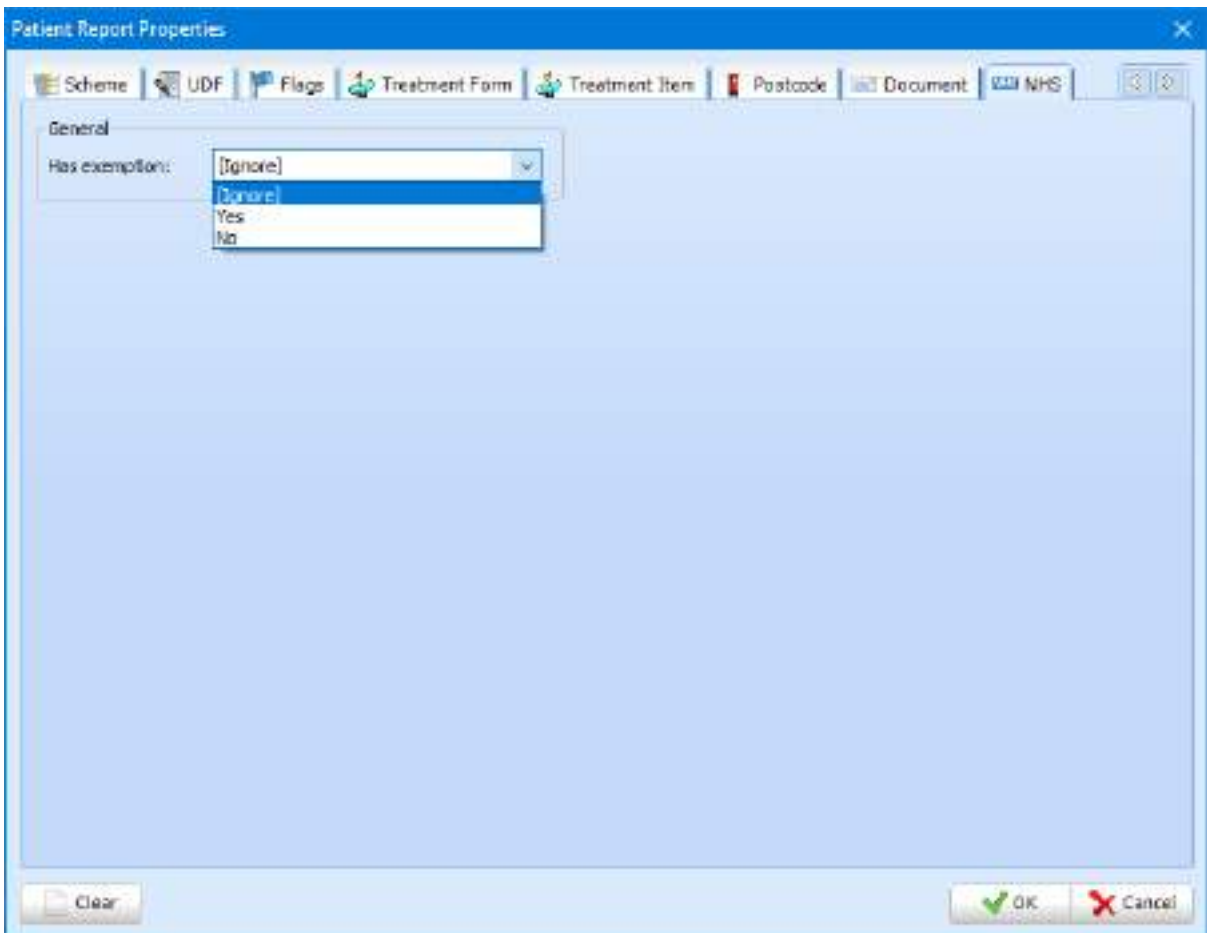 Patient Report Properties
Scheme UDF Flags Treatment Form Treatment Item Postcode Document NHS
General
Has exemption: [Ignore]
[Ignore]
Yes
No
Clear OK Cancel